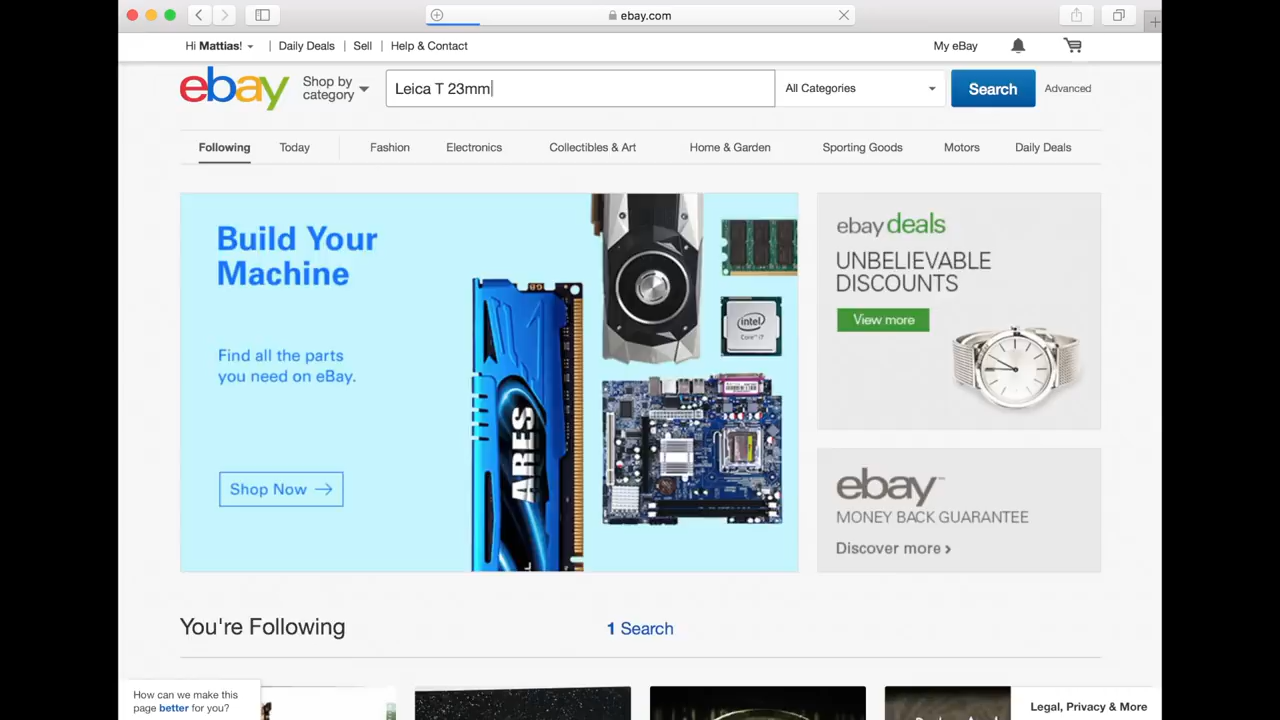 ebay.com
Hi Mattias!
Daily Deals
Sell
Help & Contact
My eBay
ebay
Shop by
category
Leica T 23mm
All Categories
Search
Advanced
Following
Today
Fashion
Electronics
Collectibles & Art
Home & Garden
Sporting Goods
Motors
Daily Deals
Build Your
Machine
Find all the parts
you need on eBay.
Shop Now →
ARES
intel
Core™ i7
ebay deals
UNBELIEVABLE
DISCOUNTS
View more
ebay™
MONEY BACK GUARANTEE
Discover more ›
You're Following
1 Search
How can we make this
page better for you?
Legal, Privacy & More